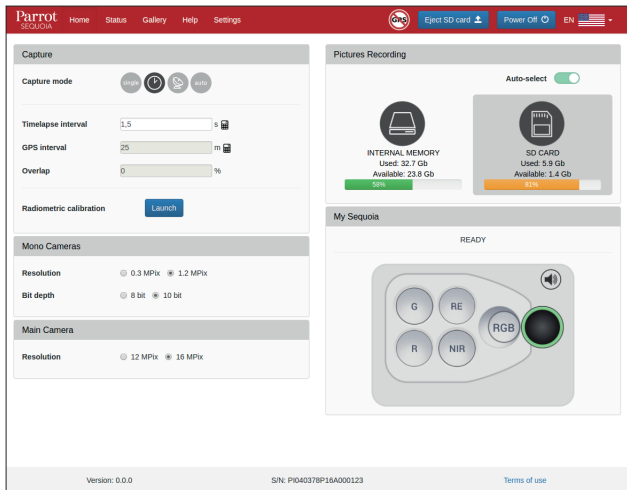 Parrot
SEQUOIA
Home
Status
Gallery
Help
Settings
GPS
Eject SD card
Power Off
EN
Capture
Capture mode
single
auto
Timelapse interval
1,5
s
GPS interval
25
m
Overlap
0
%
Radiometric calibration
Launch
Mono Cameras
Resolution
0.3 MPix
1.2 MPix
Bit depth
8 bit
10 bit
Main Camera
Resolution
12 MPix
16 MPix
Pictures Recording
Auto-select
INTERNAL MEMORY
Used: 32.7 Gb
Available: 23.8 Gb
58%
SD CARD
Used: 5.9 Gb
Available: 1.4 Gb
81%
My Sequoia
READY
G
RE
RGB
R
NIR
Version: 0.0.0
S/N: PI040378P16A000123
Terms of use